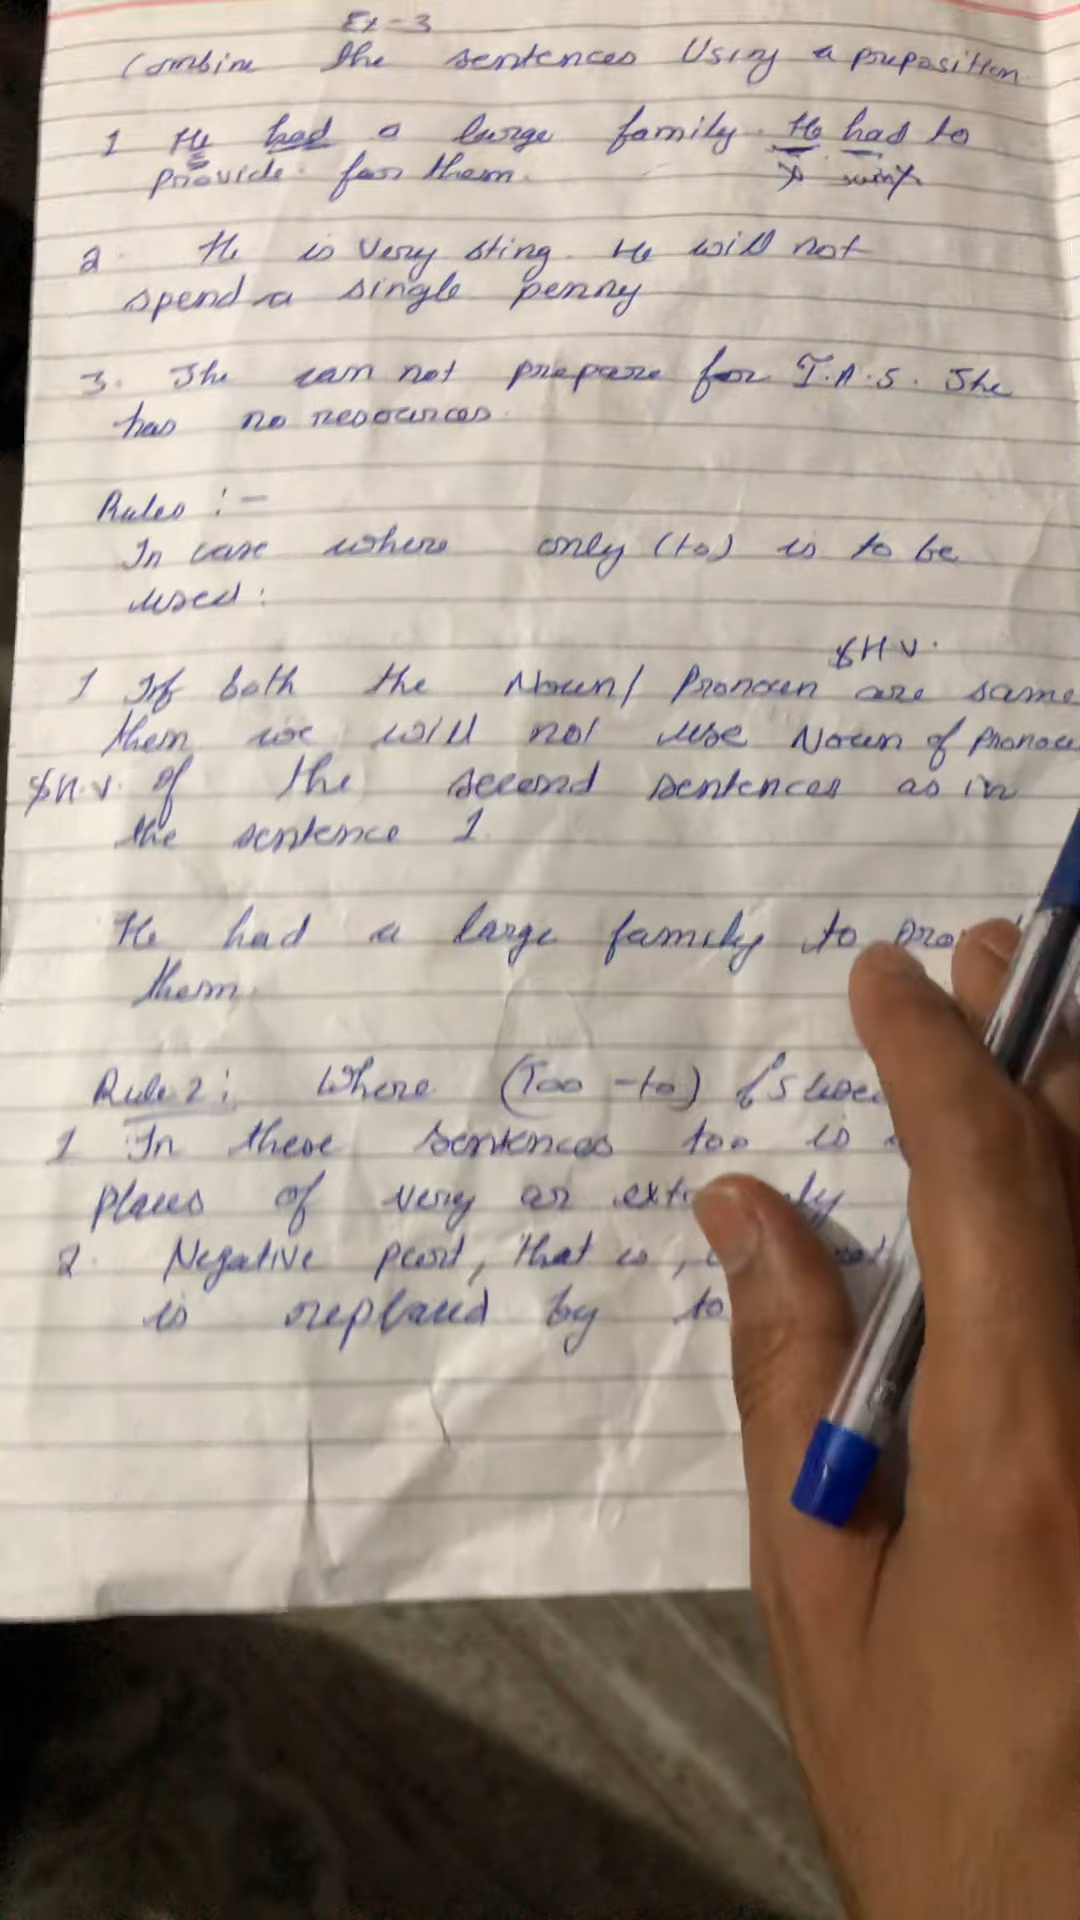 Ex-3
Combine the sentences Using a preposition.
1 He had a large family. He had to
provide for them.
2. He is very sting. He will not
spend a single penny
3. She can not prepare for I.A.S. She
has no resources.
Rules :-
In case where only (to) is to be
used:
$H V.
1 If both the Noun/ Pronoun are same
then we will not use Noun of pronou
$H.V. of the second sentences as in
the sentence 1.
He had a large family to pro
them.
Rule 2: Where (Too -to) is
1 In these sentences too is
places of very or
2. Negative part, that is,
is replaced by to